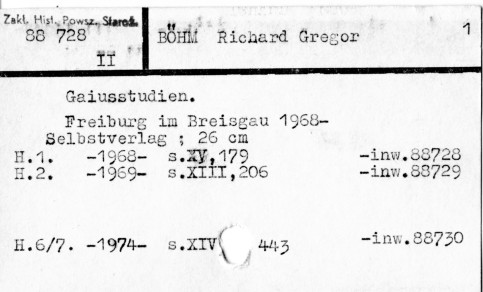 Zakł. Hist. Powsz. Staroż.
88 728
II
BÖHM Richard Gregor
1
Gaiusstudien.
Freiburg im Breisgau 1968-
Selbstverlag ; 26 cm
H.1. -1968- s.XV,179 -inw.88728
H.2. -1969- s.XIII,206 -inw.88729
H.6/7. -1974- s.XIV 443 -inw.88730